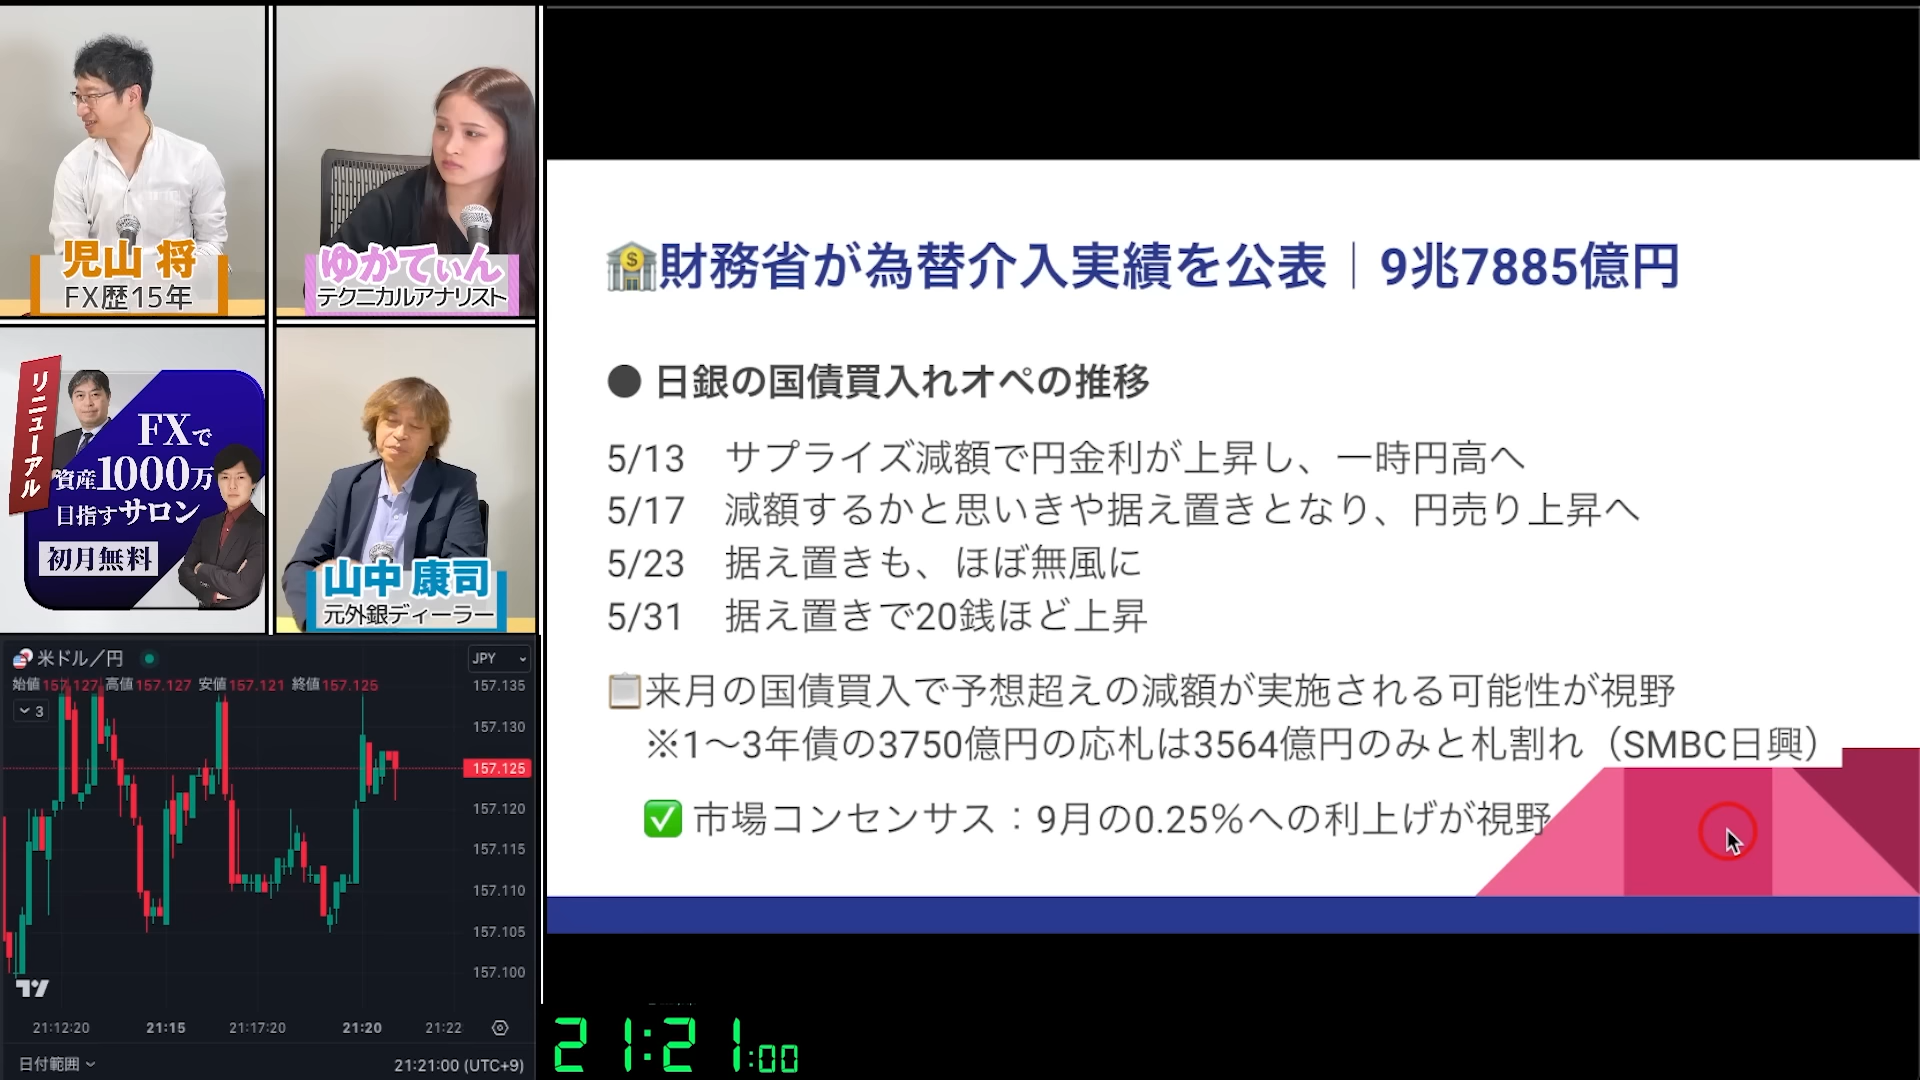 児山 将
FX歴15年
ゆかてぃん
テクニカルアナリスト
リニューアル
FXで
資産1000万
目指すサロン
初月無料
山中 康司
元外銀ディーラー
米ドル／円
JPY
始値157.127 高値157.127 安値157.121 終値157.125
3
157.135
157.130
157.125
157.120
157.115
157.110
157.105
157.100
21:12:20 21:15 21:17:20 21:20 21:22
日付範囲
21:21:00 (UTC+9)
財務省が為替介入実績を公表｜9兆7885億円
● 日銀の国債買入れオペの推移
5/13 サプライズ減額で円金利が上昇し、一時円高へ
5/17 減額するかと思いきや据え置きとなり、円売り上昇へ
5/23 据え置きも、ほぼ無風に
5/31 据え置きで20銭ほど上昇
来月の国債買入で予想超えの減額が実施される可能性が視野
※1〜3年債の3750億円の応札は3564億円のみと札割れ（SMBC日興）
✅ 市場コンセンサス：9月の0.25％への利上げが視野
21:21:00